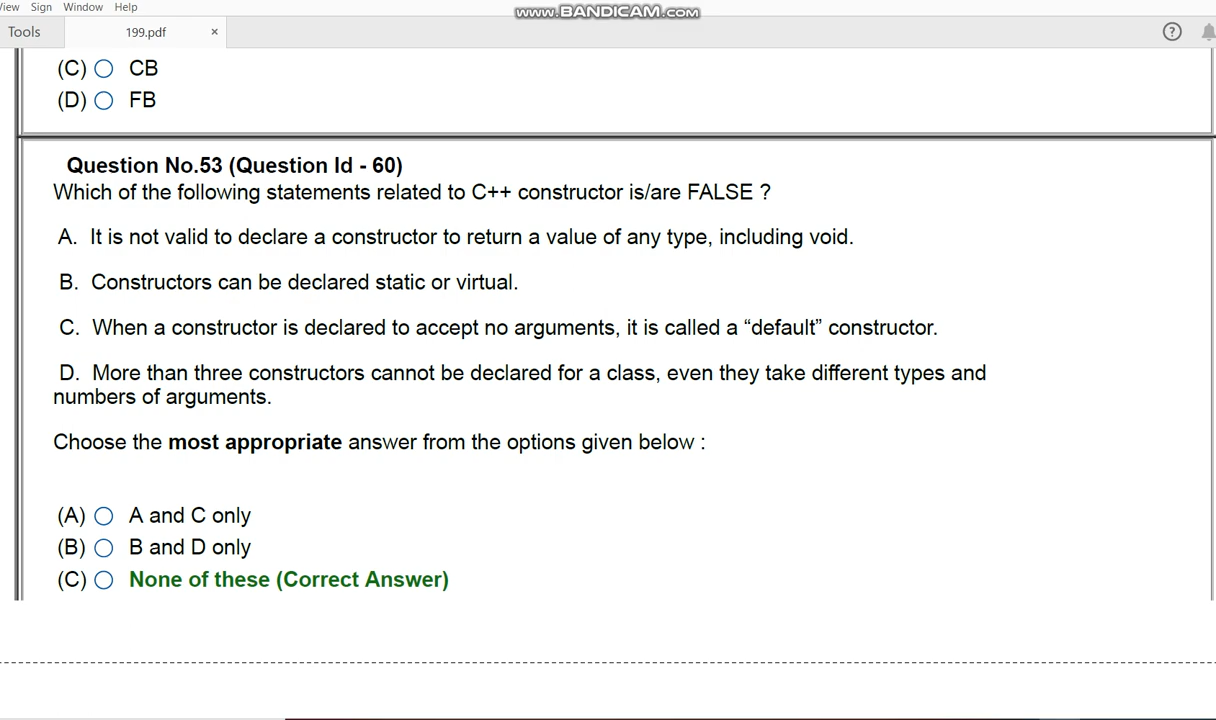 View Sign Window Help
www.BANDICAM.COM
Tools 199.pdf × ?
(C) CB
(D) FB
Question No.53 (Question Id - 60)
Which of the following statements related to C++ constructor is/are FALSE ?
A. It is not valid to declare a constructor to return a value of any type, including void.
B. Constructors can be declared static or virtual.
C. When a constructor is declared to accept no arguments, it is called a “default” constructor.
D. More than three constructors cannot be declared for a class, even they take different types and
numbers of arguments.
Choose the most appropriate answer from the options given below :
(A) A and C only
(B) B and D only
(C) None of these (Correct Answer)